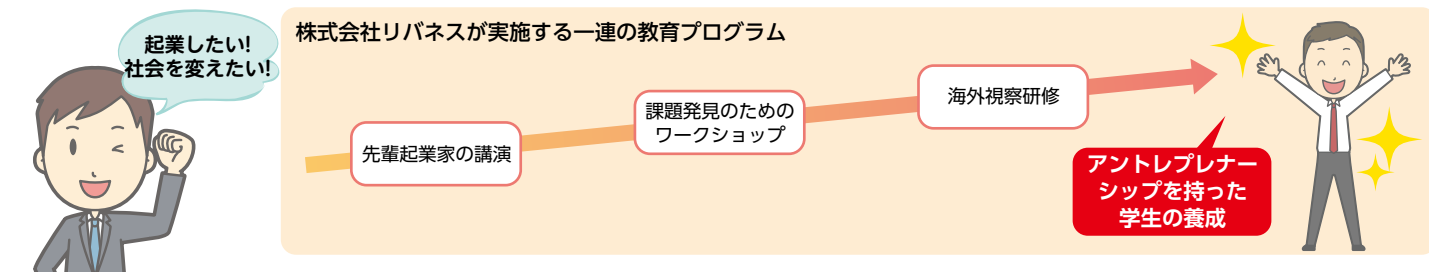 起業したい!
社会を変えたい!
株式会社リバネスが実施する一連の教育プログラム
先輩起業家の講演
課題発見のための
ワークショップ
海外視察研修
アントレプレナー
シップを持った
学生の養成